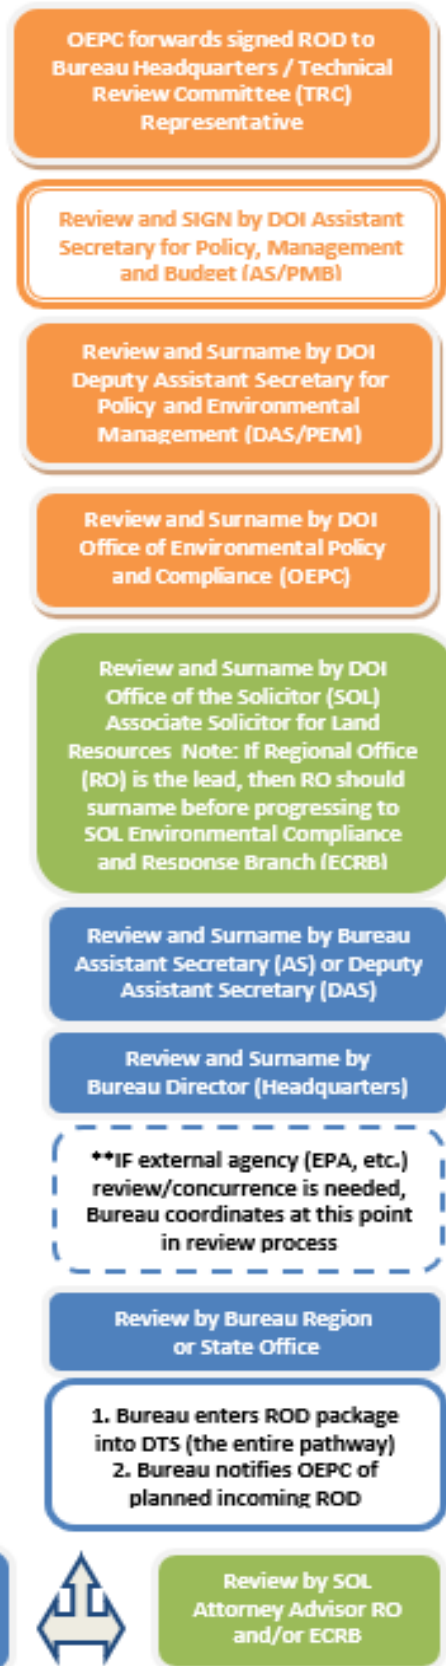 OEPC forwards signed ROD to
Bureau Headquarters / Technical
Review Committee (TRC)
Representative
Review and SIGN by DOI Assistant
Secretary for Policy, Management
and Budget (AS/PMB)
Review and Surname by DOI
Deputy Assistant Secretary for
Policy and Environmental
Management (DAS/PEM)
Review and Surname by DOI
Office of Environmental Policy
and Compliance (OEPC)
Review and Surname by DOI
Office of the Solicitor (SOL)
Associate Solicitor for Land
Resources Note: If Regional Office
(RO) is the lead, then RO should
surname before progressing to
SOL Environmental Compliance
and Response Branch (ECRB)
Review and Surname by Bureau
Assistant Secretary (AS) or Deputy
Assistant Secretary (DAS)
Review and Surname by
Bureau Director (Headquarters)
**IF external agency (EPA, etc.)
review/concurrence is needed,
Bureau coordinates at this point
in review process
Review by Bureau Region
or State Office
1. Bureau enters ROD package
into DTS (the entire pathway)
2. Bureau notifies OEPC of
planned incoming ROD
Review by SOL
Attorney Advisor RO
and/or ECRB